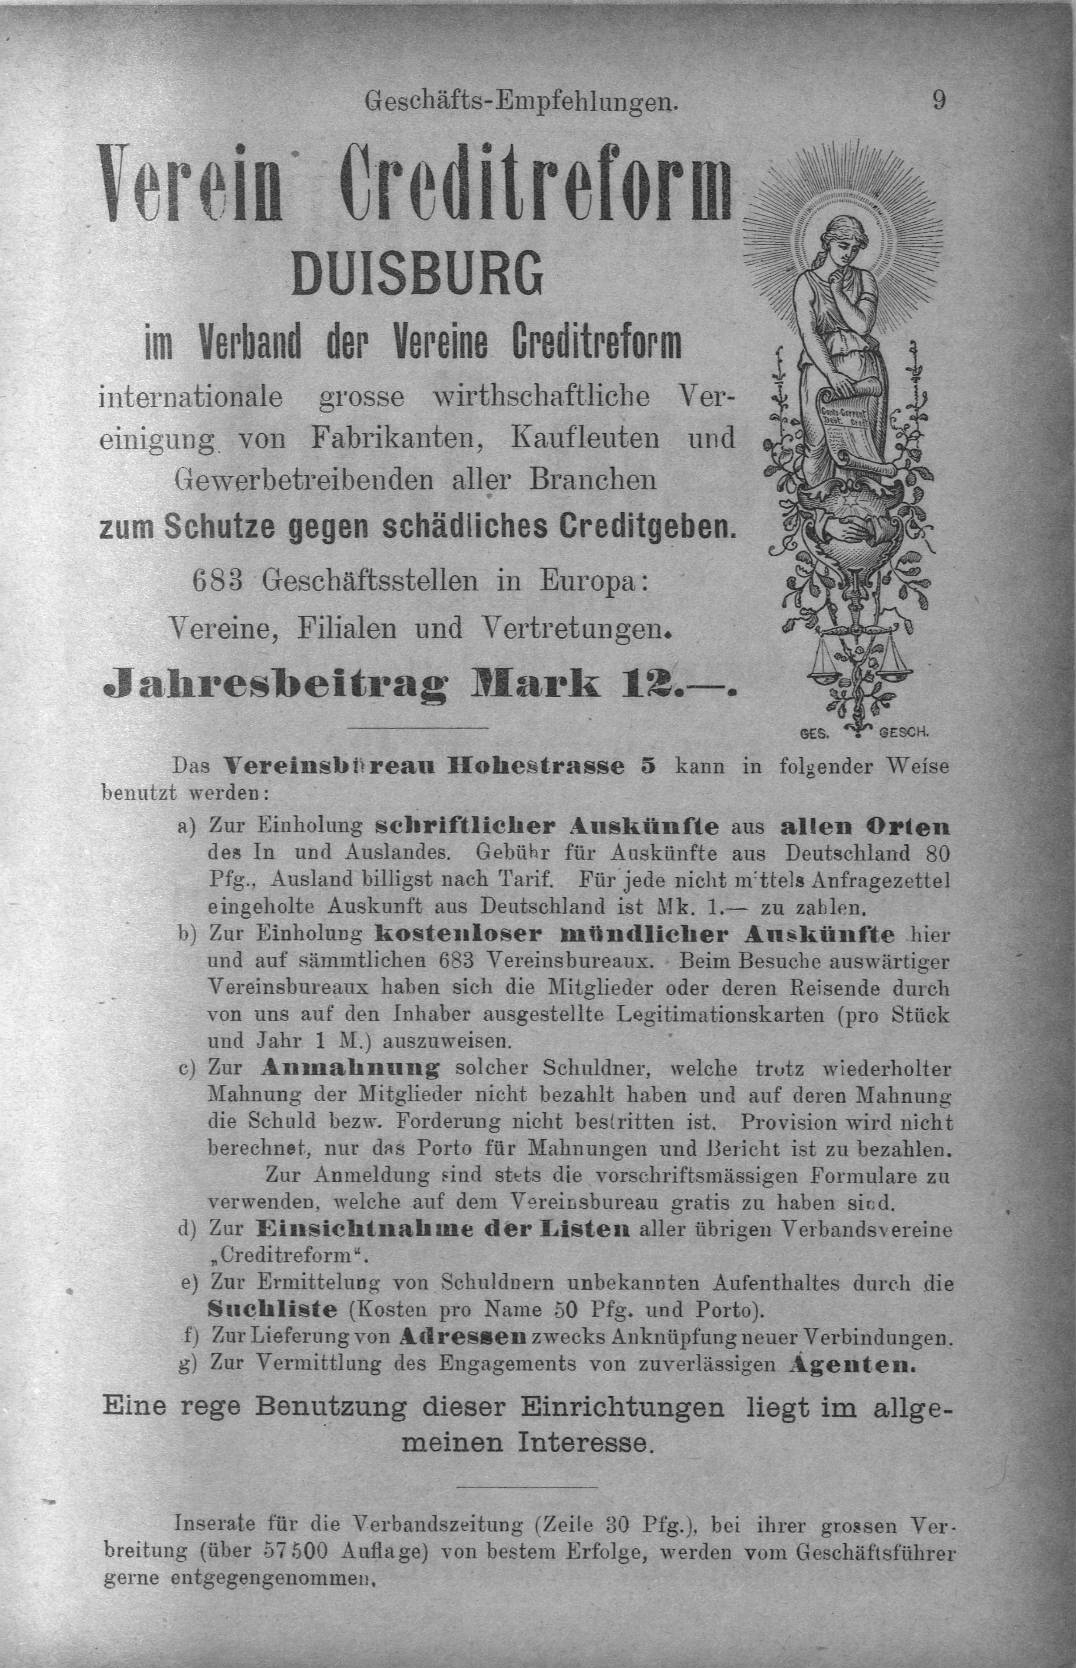 Geschäfts-Empfehlungen. 9
Verein Creditreform
DUISBURG
im Verband der Vereine Creditreform
internationale grosse wirthschaftliche Ver-
einigung von Fabrikanten, Kaufleuten und
Gewerbetreibenden aller Branchen
zum Schutze gegen schädliches Creditgeben.
683 Geschäftsstellen in Europa:
Vereine, Filialen und Vertretungen.
Jahresbeitrag Mark 12.—.
Conto-Corrent
Debt. Credt.
GES. GESCH.
Das Vereinsbüreau Hohestrasse 5 kann in folgender Weise
benutzt werden:
a) Zur Einholung schriftlicher Auskünfte aus allen Orten
des In und Auslandes. Gebühr für Auskünfte aus Deutschland 80
Pfg., Ausland billigst nach Tarif. Für jede nicht mittels Anfragezettel
eingeholte Auskunft aus Deutschland ist Mk. 1.— zu zahlen.
b) Zur Einholung kostenloser mündlicher Auskünfte hier
und auf sämmtlichen 683 Vereinsbureaux. Beim Besuche auswärtiger
Vereinsbureaux haben sich die Mitglieder oder deren Reisende durch
von uns auf den Inhaber ausgestellte Legitimationskarten (pro Stück
und Jahr 1 M.) auszuweisen.
c) Zur Anmahnung solcher Schuldner, welche trotz wiederholter
Mahnung der Mitglieder nicht bezahlt haben und auf deren Mahnung
die Schuld bezw. Forderung nicht bestritten ist. Provision wird nicht
berechnet, nur das Porto für Mahnungen und Bericht ist zu bezahlen.
Zur Anmeldung sind stets die vorschriftsmässigen Formulare zu
verwenden, welche auf dem Vereinsbureau gratis zu haben sind.
d) Zur Einsichtnahme der Listen aller übrigen Verbandsvereine
„Creditreform“.
e) Zur Ermittelung von Schuldnern unbekannten Aufenthaltes durch die
Suchliste (Kosten pro Name 50 Pfg. und Porto).
f) Zur Lieferung von Adressen zwecks Anknüpfung neuer Verbindungen.
g) Zur Vermittlung des Engagements von zuverlässigen Agenten.
Eine rege Benutzung dieser Einrichtungen liegt im allge-
meinen Interesse.
Inserate für die Verbandszeitung (Zeile 30 Pfg.), bei ihrer grossen Ver-
breitung (über 57 500 Auflage) von bestem Erfolge, werden vom Geschäftsführer
gerne entgegengenommen.